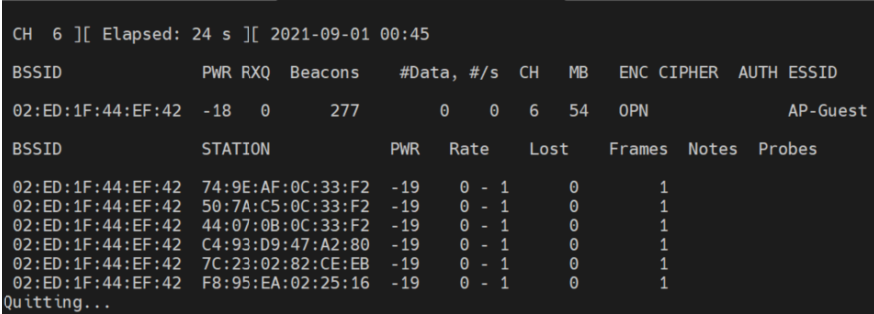 CH 6 ][ Elapsed: 24 s ][ 2021-09-01 00:45
BSSID PWR RXQ Beacons #Data, #/s CH MB ENC CIPHER AUTH ESSID
02:ED:1F:44:EF:42 -18 0 277 0 0 6 54 OPN AP-Guest
BSSID STATION PWR Rate Lost Frames Notes Probes
02:ED:1F:44:EF:42 74:9E:AF:0C:33:F2 -19 0 - 1 0 1
02:ED:1F:44:EF:42 50:7A:C5:0C:33:F2 -19 0 - 1 0 1
02:ED:1F:44:EF:42 44:07:0B:0C:33:F2 -19 0 - 1 0 1
02:ED:1F:44:EF:42 C4:93:D9:47:A2:80 -19 0 - 1 0 1
02:ED:1F:44:EF:42 7C:23:02:82:CE:EB -19 0 - 1 0 1
02:ED:1F:44:EF:42 F8:95:EA:02:25:16 -19 0 - 1 0 1
Quitting...